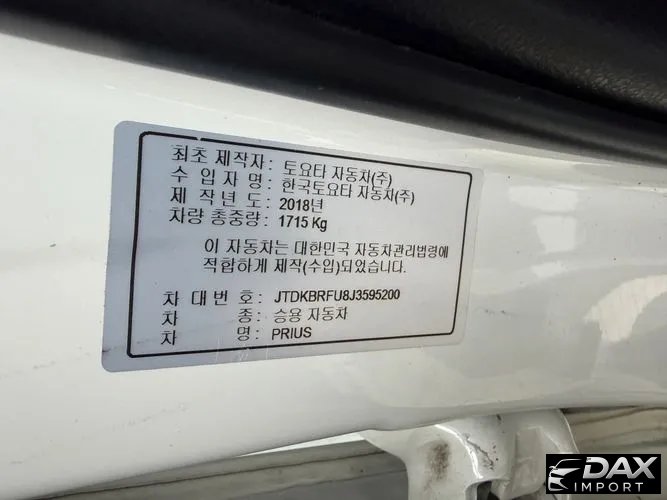 최초 제작자 : 토요타 자동차(주)
수 입 자 명 : 한국토요타 자동차(주)
제 작 년 도 : 2018년
차량 총중량 : 1715 Kg
이 자동차는 대한민국 자동차관리법령에
적합하게 제작(수입)되었습니다.
차 대 번 호 : JTDKBRFU8J3595200
차 종 : 승용 자동차
차 명 : PRIUS
DAX
IMPORT